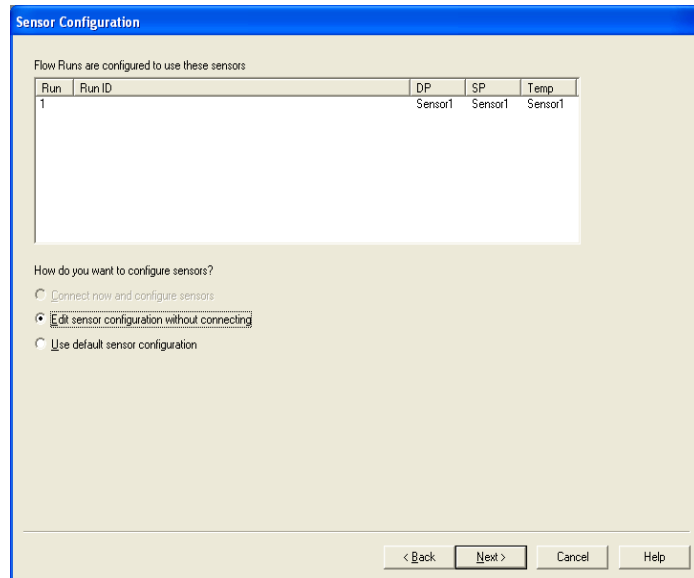 Sensor Configuration
Flow Runs are configured to use these sensors
Run Run ID DP SP Temp
1 Sensor1 Sensor1 Sensor1
How do you want to configure sensors?
Connect now and configure sensors
Edit sensor configuration without connecting
Use default sensor configuration
< Back Next > Cancel Help